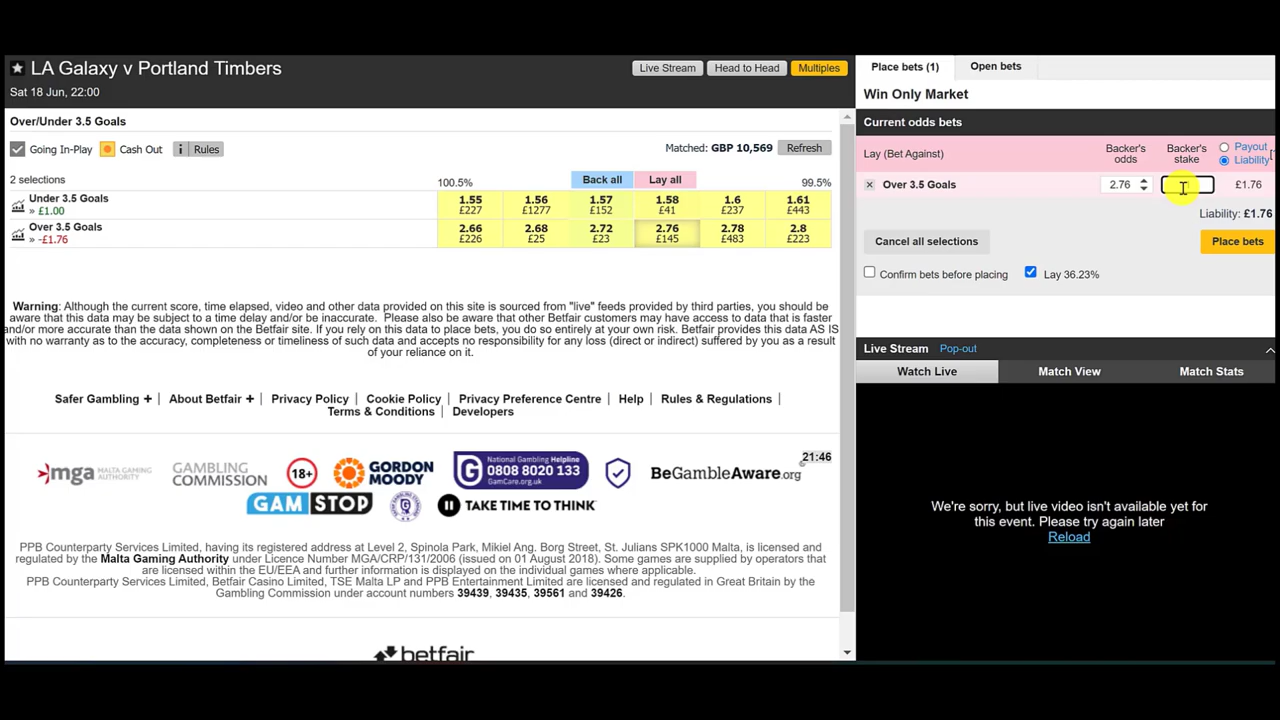 LA Galaxy v Portland Timbers
Live Stream Head to Head Multiples
Sat 18 Jun, 22:00
Over/Under 3.5 Goals
Going In-Play Cash Out i Rules
Matched: GBP 10,569 Refresh
2 selections 100.5% Back all Lay all 99.5%
Under 3.5 Goals 1.55 1.56 1.57 1.58 1.6 1.61
» £1.00 £227 £1277 £152 £41 £237 £443
Over 3.5 Goals 2.66 2.68 2.72 2.76 2.78 2.8
» -£1.76 £226 £25 £23 £145 £483 £223
Warning: Although the current score, time elapsed, video and other data provided on this site is sourced from "live" feeds provided by third parties, you should be
aware that this data may be subject to a time delay and/or be inaccurate. Please also be aware that other Betfair customers may have access to data that is faster
and/or more accurate than the data shown on the Betfair site. If you rely on this data to place bets, you do so entirely at your own risk. Betfair provides this data AS IS
with no warranty as to the accuracy, completeness or timeliness of such data and accepts no responsibility for any loss (direct or indirect) suffered by you as a result
of your reliance on it.
Safer Gambling + | About Betfair + | Privacy Policy | Cookie Policy | Privacy Preference Centre | Help | Rules & Regulations |
Terms & Conditions | Developers
21:46
mga MALTA GAMING AUTHORITY
GAMBLING COMMISSION
18+
GORDON MOODY
National Gambling Helpline
0808 8020 133
GamCare.org.uk
BeGambleAware.org
GAMSTOP
TAKE TIME TO THINK
PPB Counterparty Services Limited, having its registered address at Level 2, Spinola Park, Mikiel Ang. Borg Street, St. Julians SPK1000 Malta, is licensed and
regulated by the Malta Gaming Authority under Licence Number MGA/CRP/131/2006 (issued on 01 August 2018). Some games are supplied by operators that
are licensed within the EU/EEA and further information is displayed on the individual games where applicable.
PPB Counterparty Services Limited, Betfair Casino Limited, TSE Malta LP and PPB Entertainment Limited are licensed and regulated in Great Britain by the
Gambling Commission under account numbers 39439, 39435, 39561 and 39426.
betfair
Place bets (1) Open bets
Win Only Market
Current odds bets
Lay (Bet Against) Backer's odds Backer's stake Payout Liability
Over 3.5 Goals 2.76 £1.76
Liability: £1.76
Cancel all selections Place bets
Confirm bets before placing Lay 36.23%
Live Stream Pop-out
Watch Live Match View Match Stats
We're sorry, but live video isn't available yet for
this event. Please try again later
Reload